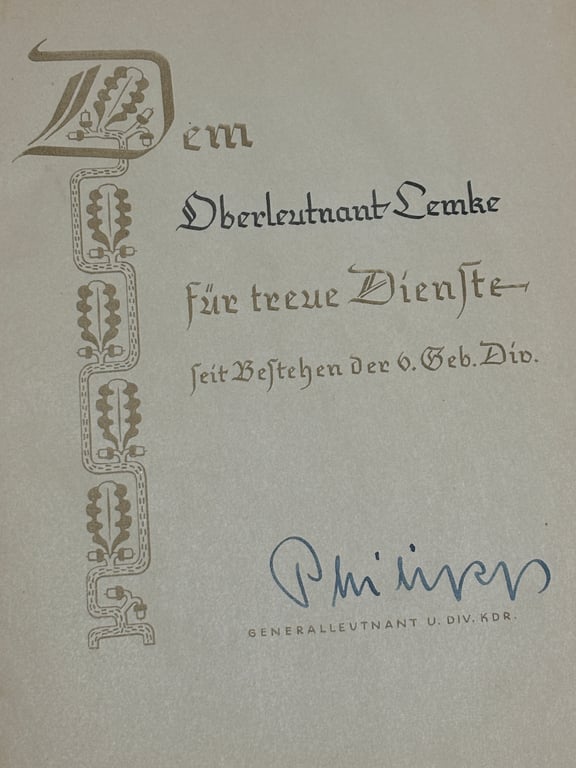 Dem
Oberleutnant Lemke
für treue Dienste
seit Bestehen der 6. Geb. Div.
Philipp
GENERALLEUTNANT U. DIV. KDR.